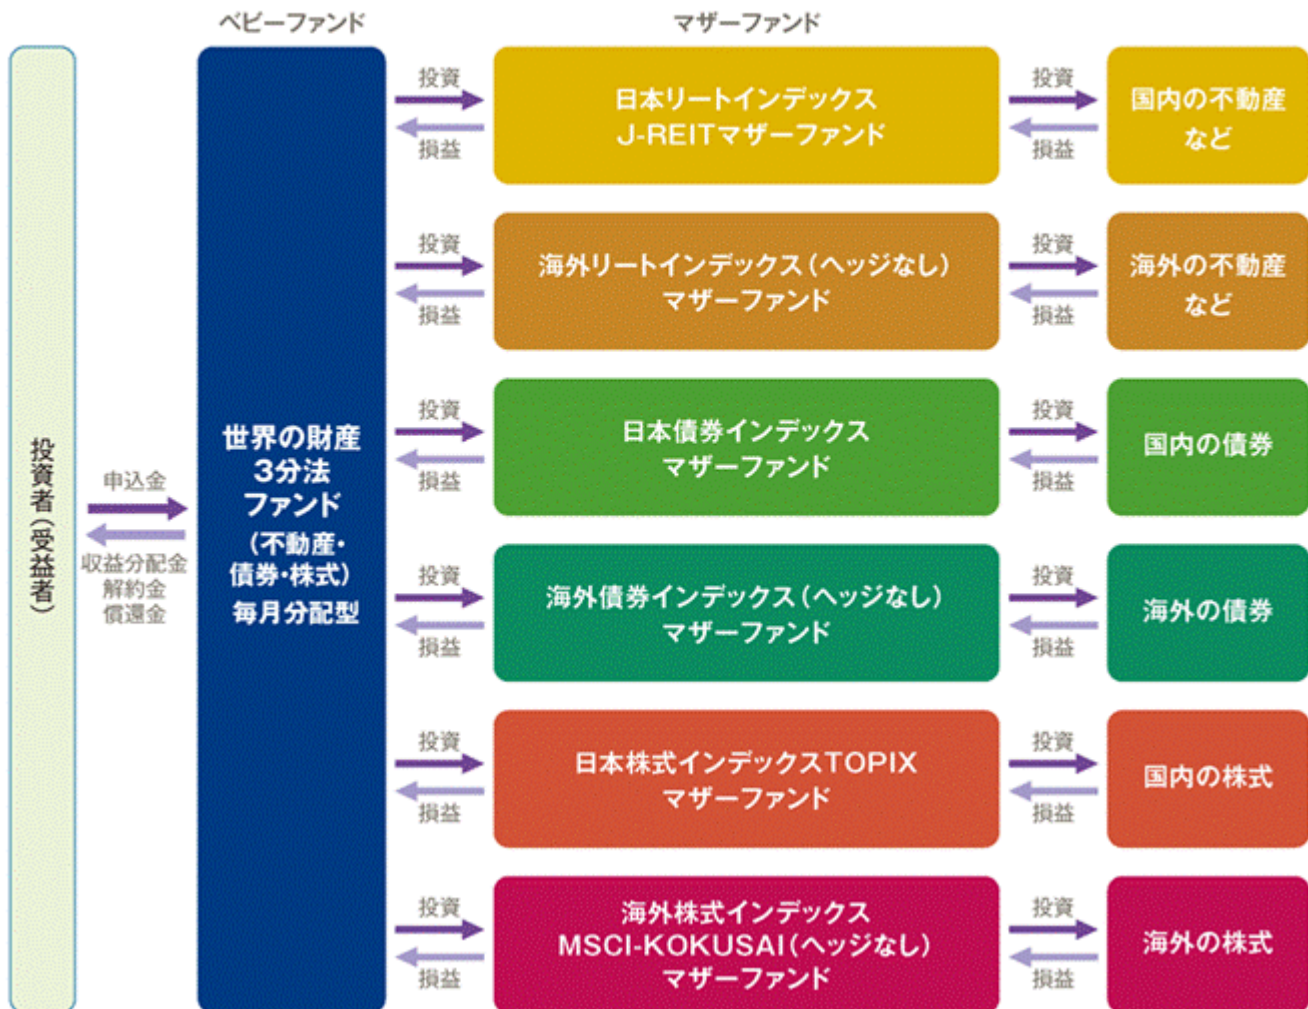 ベビーファンド
マザーファンド
投資者(受益者)
申込金
収益分配金
解約金
償還金
世界の財産
3分法
ファンド
(不動産・
債券・株式)
毎月分配型
投資
損益
日本リートインデックス
J-REITマザーファンド
投資
損益
国内の不動産
など
投資
損益
海外リートインデックス(ヘッジなし)
マザーファンド
投資
損益
海外の不動産
など
投資
損益
日本債券インデックス
マザーファンド
投資
損益
国内の債券
投資
損益
海外債券インデックス(ヘッジなし)
マザーファンド
投資
損益
海外の債券
投資
損益
日本株式インデックスTOPIX
マザーファンド
投資
損益
国内の株式
投資
損益
海外株式インデックス
MSCI-KOKUSAI(ヘッジなし)
マザーファンド
投資
損益
海外の株式